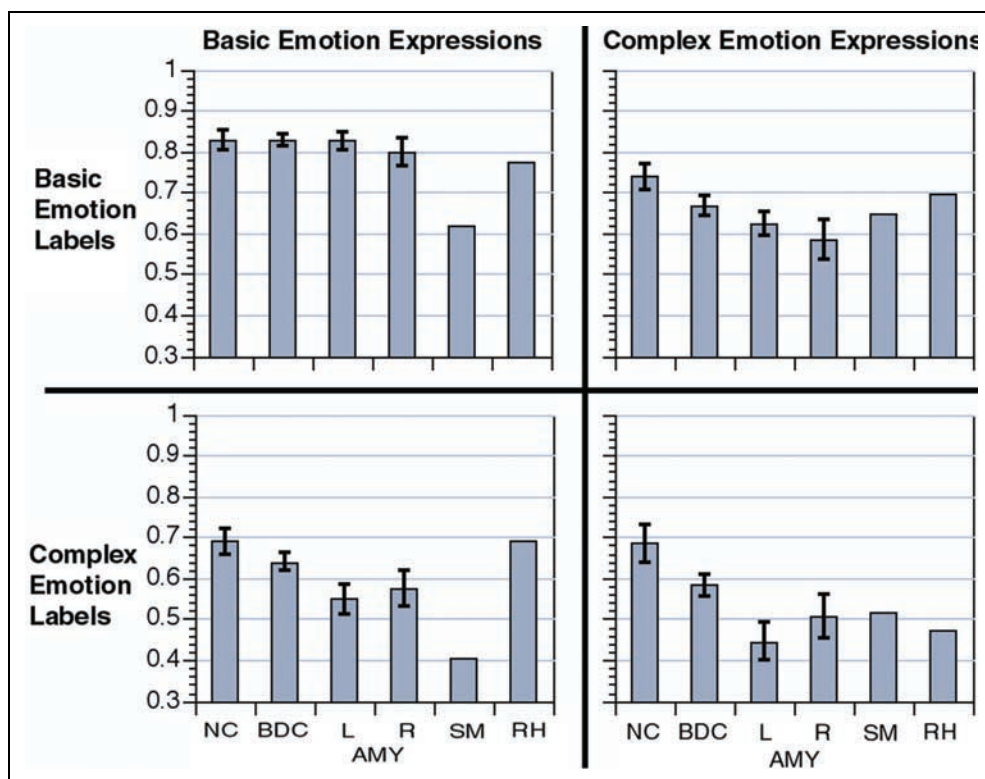 Basic Emotion Expressions
Complex Emotion Expressions
Basic
Emotion
Labels
1
0.9
0.8
0.7
0.6
0.5
0.4
0.3
Complex
Emotion
Labels
1
0.9
0.8
0.7
0.6
0.5
0.4
0.3
NC BDC L R SM RH
AMY
NC BDC L R SM RH
AMY